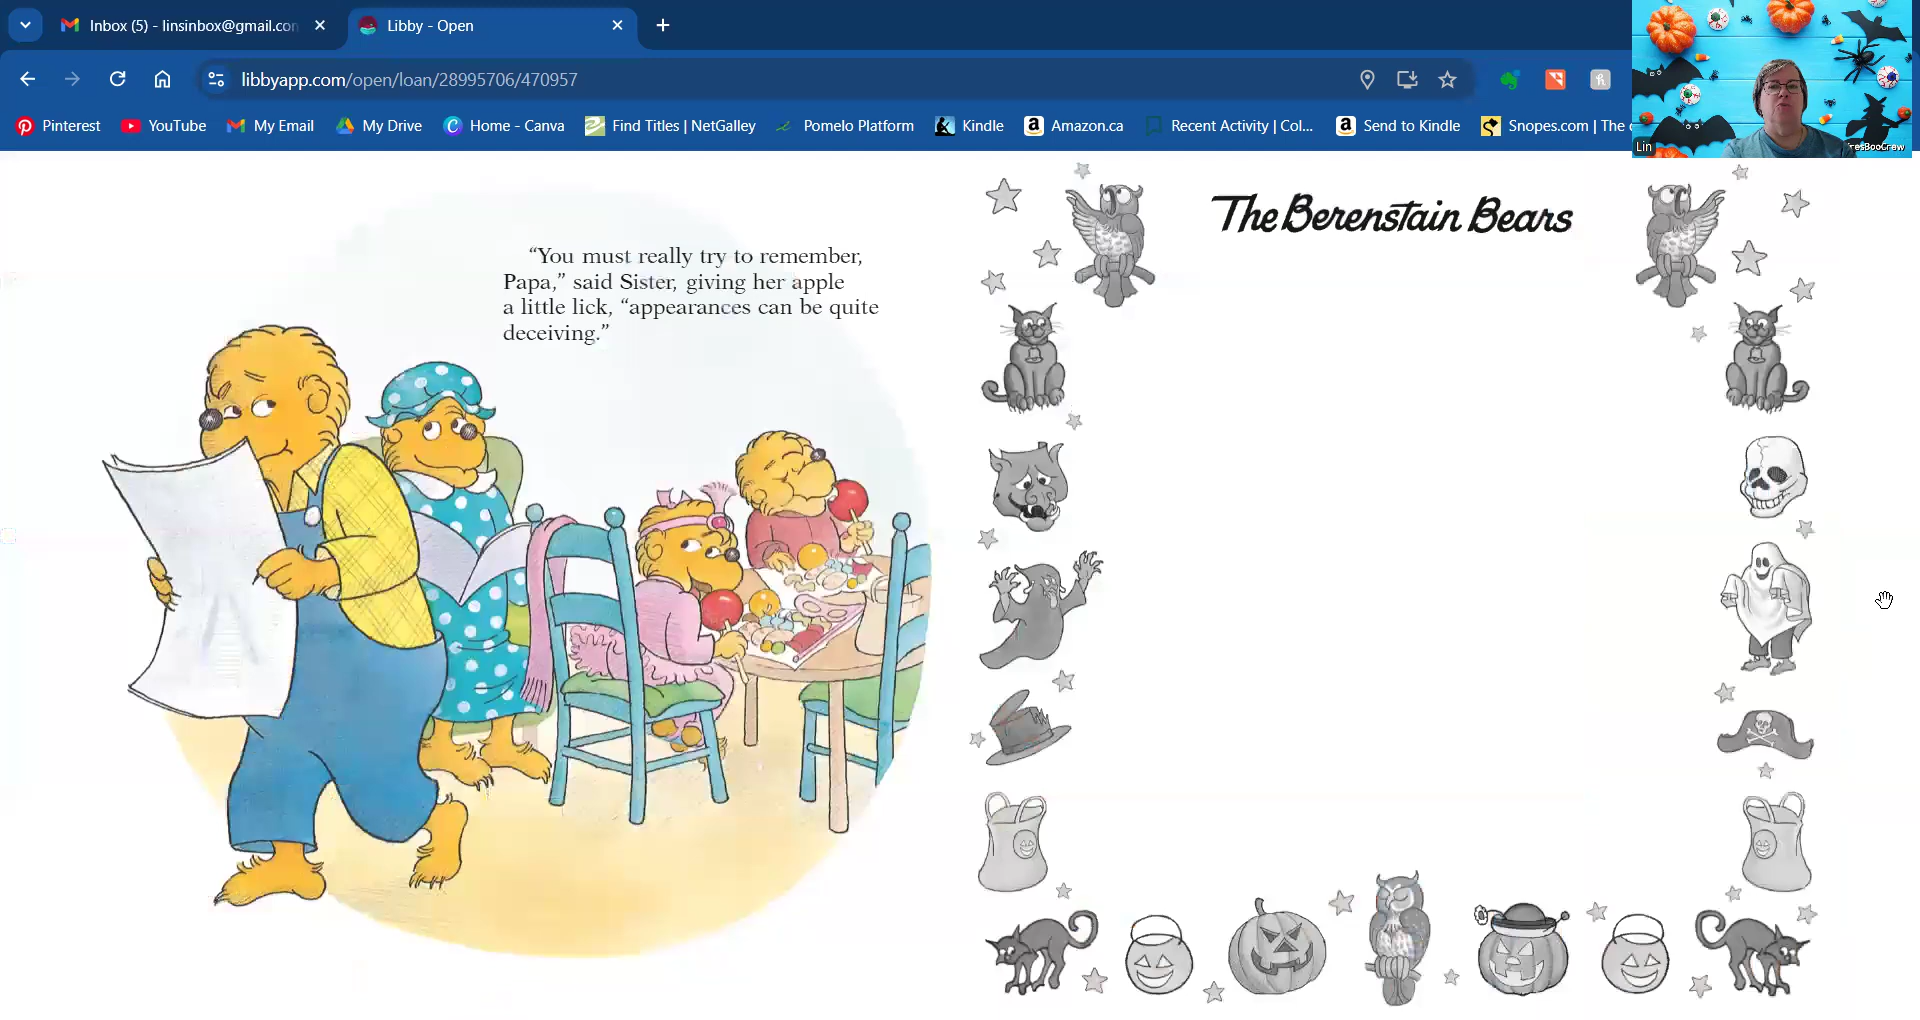 Inbox (5) - linsinbox@gmail.con
Libby - Open
libbyapp.com/open/loan/28995706/470957
Pinterest
YouTube
My Email
My Drive
Home - Canva
Find Titles | NetGalley
Pomelo Platform
Kindle
Amazon.ca
Recent Activity | Col...
Send to Kindle
Snopes.com | The
Lin
resBooCrew
The Berenstain Bears
“You must really try to remember,
Papa,” said Sister, giving her apple
a little lick, “appearances can be quite
deceiving.”